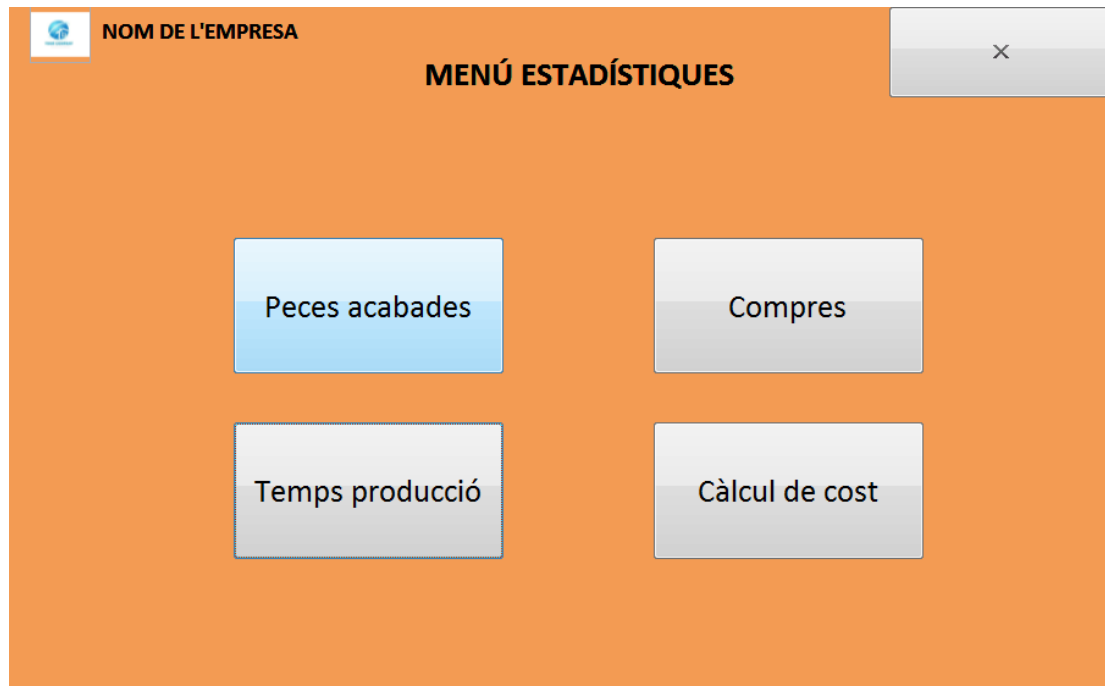 NOM DE L'EMPRESA
MENÚ ESTADÍSTIQUES
×
Peces acabades
Compres
Temps producció
Càlcul de cost